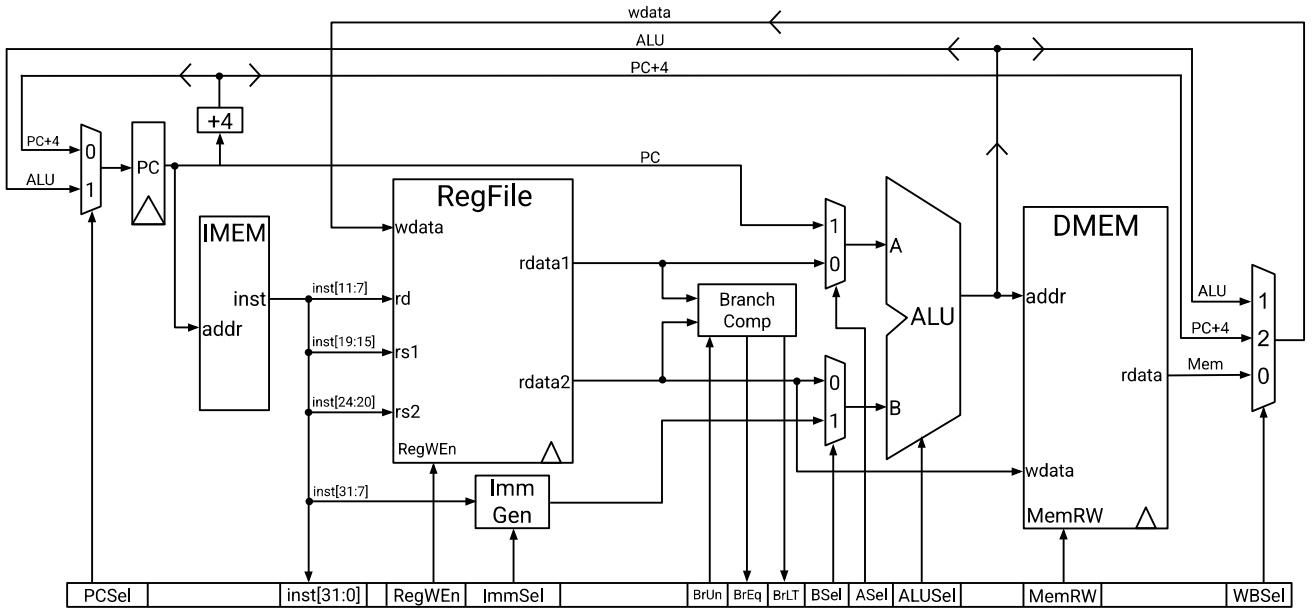 wdata
ALU
PC+4
+4
PC+4
0
PC
PC
ALU
1
RegFile
IMEM
DMEM
wdata
1
A
rdata1
0
inst
inst[11:7]
rd
Branch
Comp
ALU
addr
ALU
1
addr
PC+4
2
inst[19:15]
rs1
rdata2
0
rdata
Mem
0
inst[24:20]
rs2
B
1
RegWEn
wdata
inst[31:7]
Imm
Gen
MemRW
PCSel
inst[31:0]
RegWEn
ImmSel
BrUn
BrEq
BrLT
BSel
ASel
ALUSel
MemRW
WBSel